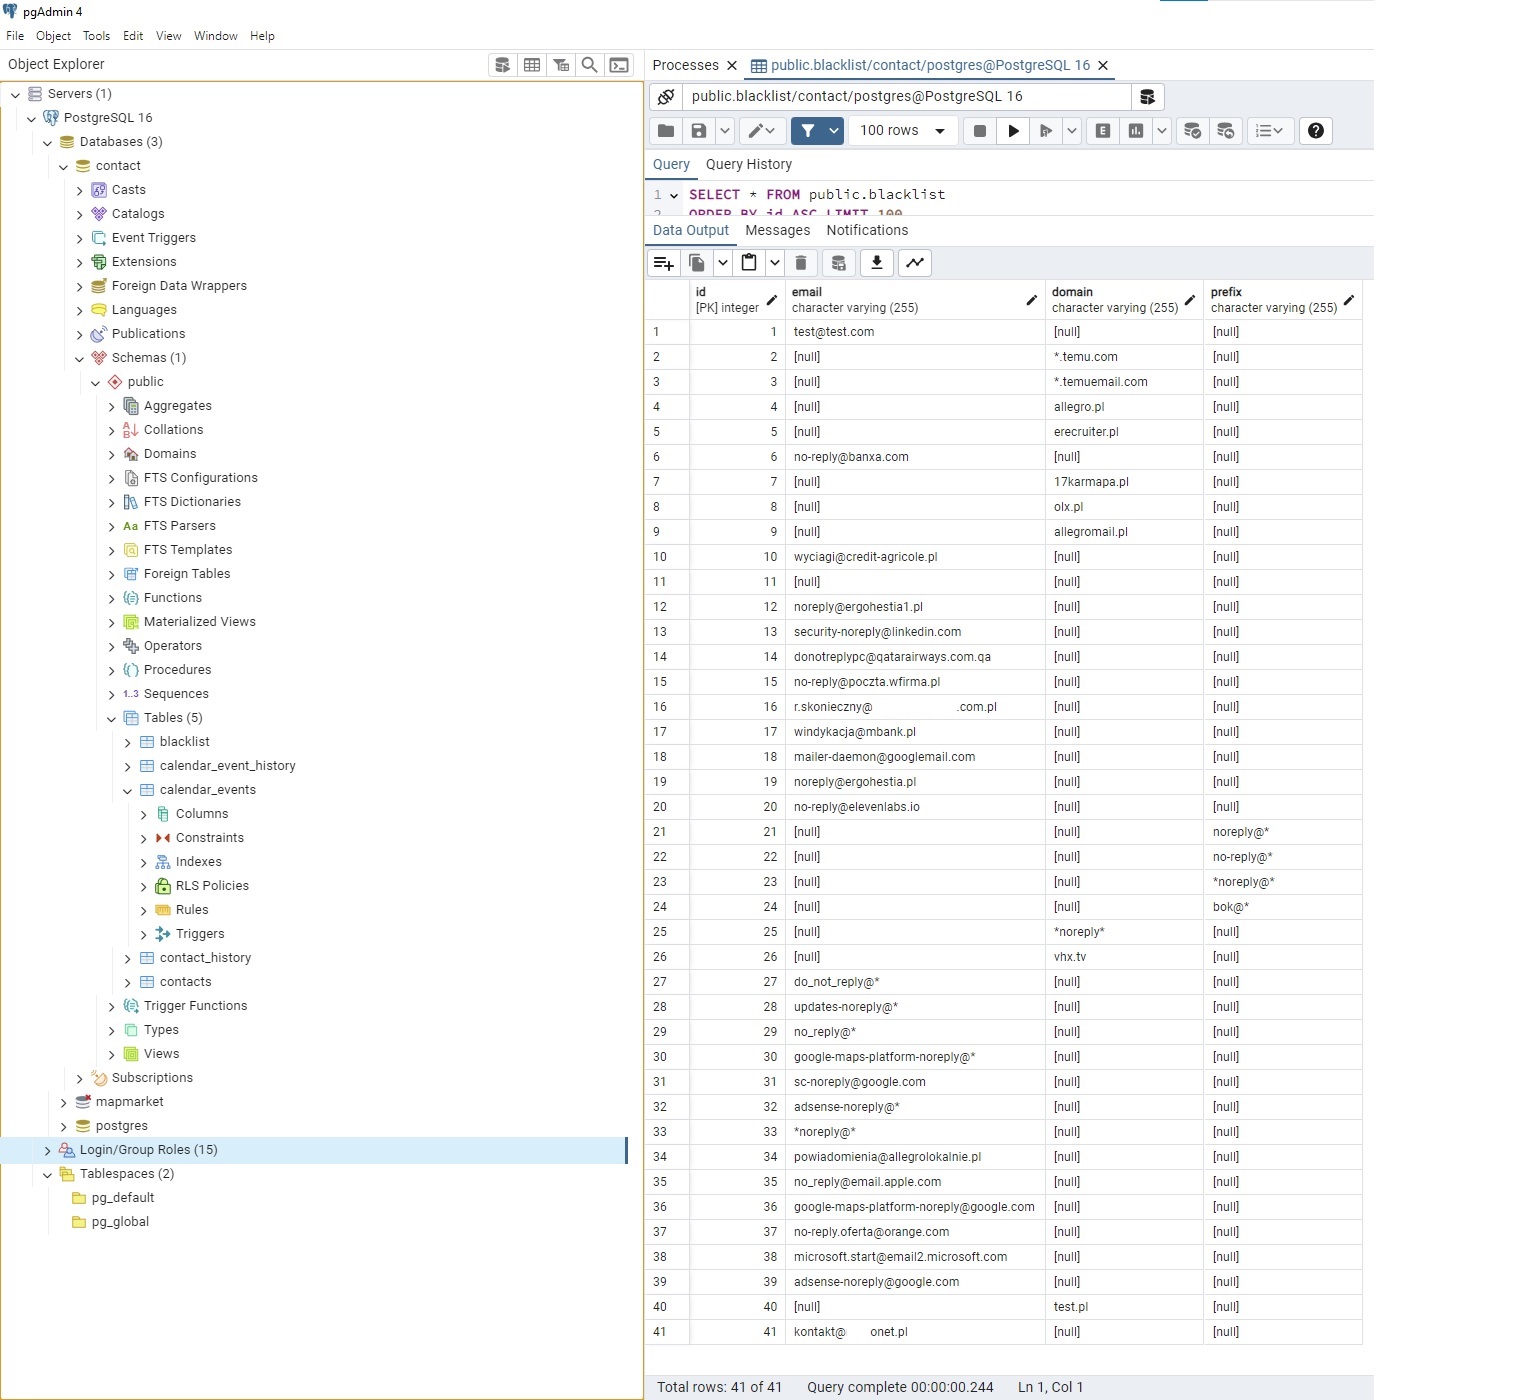 pgAdmin 4
File Object Tools Edit View Window Help
Object Explorer
Servers (1)
PostgreSQL 16
Databases (3)
contact
Casts
Catalogs
Event Triggers
Extensions
Foreign Data Wrappers
Languages
Publications
Schemas (1)
public
Aggregates
Collations
Domains
FTS Configurations
FTS Dictionaries
FTS Parsers
FTS Templates
Foreign Tables
Functions
Materialized Views
Operators
Procedures
1..3 Sequences
Tables (5)
blacklist
calendar_event_history
calendar_events
Columns
Constraints
Indexes
RLS Policies
Rules
Triggers
contact_history
contacts
Trigger Functions
Types
Views
Subscriptions
mapmarket
postgres
Login/Group Roles (15)
Tablespaces (2)
pg_default
pg_global
Processes public.blacklist/contact/postgres@PostgreSQL 16
public.blacklist/contact/postgres@PostgreSQL 16
100 rows
Query Query History
1 SELECT * FROM public.blacklist
2 ORDER BY id ASC LIMIT 100
Data Output Messages Notifications
id email domain prefix
[PK] integer character varying (255) character varying (255) character varying (255)
1 1 test@test.com [null] [null]
2 2 [null] *.temu.com [null]
3 3 [null] *.temuemail.com [null]
4 4 [null] allegro.pl [null]
5 5 [null] erecruiter.pl [null]
6 6 no-reply@banxa.com [null] [null]
7 7 [null] 17karmapa.pl [null]
8 8 [null] olx.pl [null]
9 9 [null] allegromail.pl [null]
10 10 wyciagi@credit-agricole.pl [null] [null]
11 11 [null] [null] [null]
12 12 noreply@ergohestia1.pl [null] [null]
13 13 security-noreply@linkedin.com [null] [null]
14 14 donotreplypc@qatarairways.com.qa [null] [null]
15 15 no-reply@poczta.wfirma.pl [null] [null]
16 16 r.skonieczny@ .com.pl [null] [null]
17 17 windykacja@mbank.pl [null] [null]
18 18 mailer-daemon@googlemail.com [null] [null]
19 19 noreply@ergohestia.pl [null] [null]
20 20 no-reply@elevenlabs.io [null] [null]
21 21 [null] [null] noreply@*
22 22 [null] [null] no-reply@*
23 23 [null] [null] *noreply@*
24 24 [null] [null] bok@*
25 25 [null] *noreply* [null]
26 26 [null] vhx.tv [null]
27 27 do_not_reply@* [null] [null]
28 28 updates-noreply@* [null] [null]
29 29 no_reply@* [null] [null]
30 30 google-maps-platform-noreply@* [null] [null]
31 31 sc-noreply@google.com [null] [null]
32 32 adsense-noreply@* [null] [null]
33 33 *noreply@* [null] [null]
34 34 powiadomienia@allegrolokalnie.pl [null] [null]
35 35 no_reply@email.apple.com [null] [null]
36 36 google-maps-platform-noreply@google.com [null] [null]
37 37 no-reply.oferta@orange.com [null] [null]
38 38 microsoft.start@email2.microsoft.com [null] [null]
39 39 adsense-noreply@google.com [null] [null]
40 40 [null] test.pl [null]
41 41 kontakt@ onet.pl [null] [null]
Total rows: 41 of 41 Query complete 00:00:00.244 Ln 1, Col 1